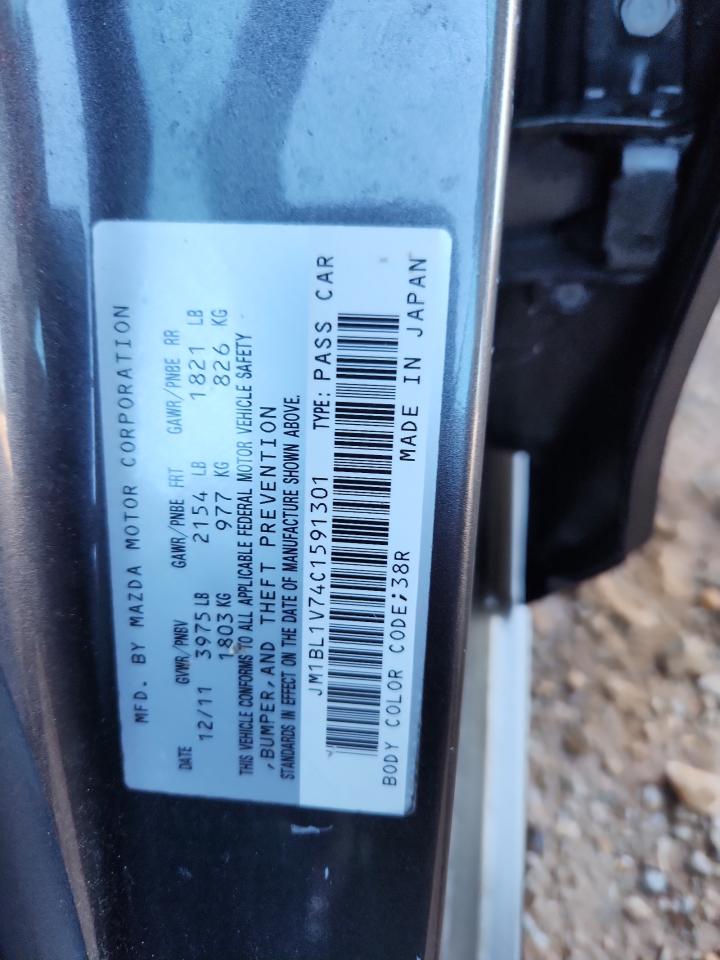 MFD. BY MAZDA MOTOR CORPORATION
DATE GVWR/PNBV GAWR/PNBE FRT GAWR/PNBE RR
12/11 3975 LB 2154 LB 1821 LB
1803 KG 977 KG 826 KG
THIS VEHICLE CONFORMS TO ALL APPLICABLE FEDERAL MOTOR VEHICLE SAFETY
,BUMPER,AND THEFT PREVENTION
STANDARDS IN EFFECT ON THE DATE OF MANUFACTURE SHOWN ABOVE.
JM1BL1V74C1591301 TYPE: PASS CAR
BODY COLOR CODE;38R MADE IN JAPAN